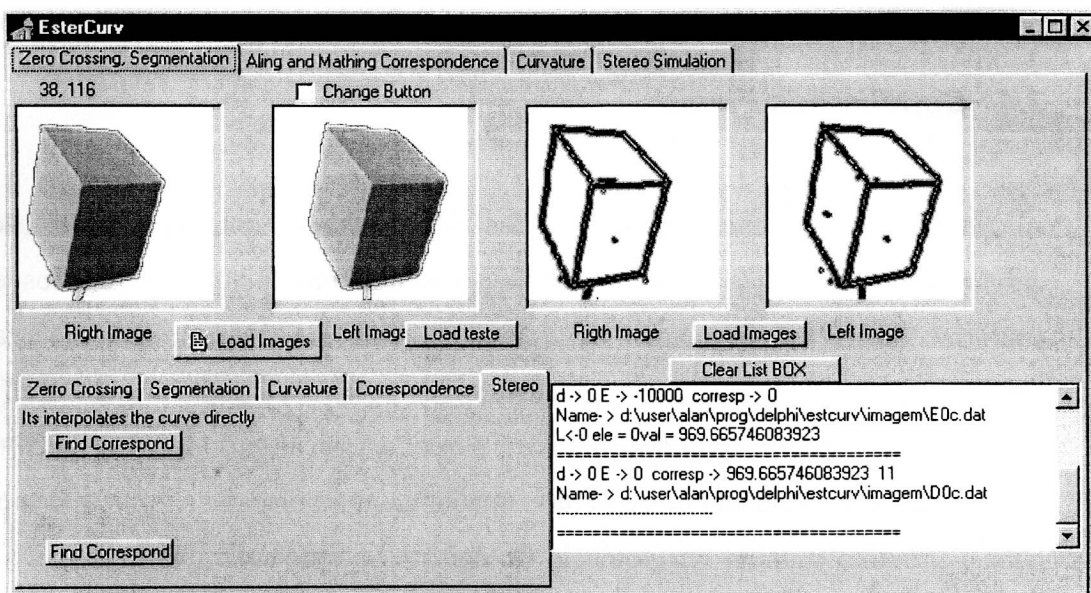 EsterCurv
Zero Crossing, Segmentation Aling and Mathing Correspondence Curvature Stereo Simulation
38, 116 Change Button
Rigth Image Load Images Left Image Load teste Rigth Image Load Images Left Image
Clear List BOX
Zerro Crossing Segmentation Curvature Correspondence Stereo
Its interpolates the curve directly
Find Correspond
Find Correspond
d -> 0 E -> -10000 corresp -> 0
Name- > d:\user\alan\prog\delphi\estcurv\imagem\E0c.dat
L<-0 ele = 0val = 969.665746083923
========================================
d -> 0 E -> 0 corresp -> 969.665746083923 11
Name- > d:\user\alan\prog\delphi\estcurv\imagem\D0c.dat
----------------------------------
========================================